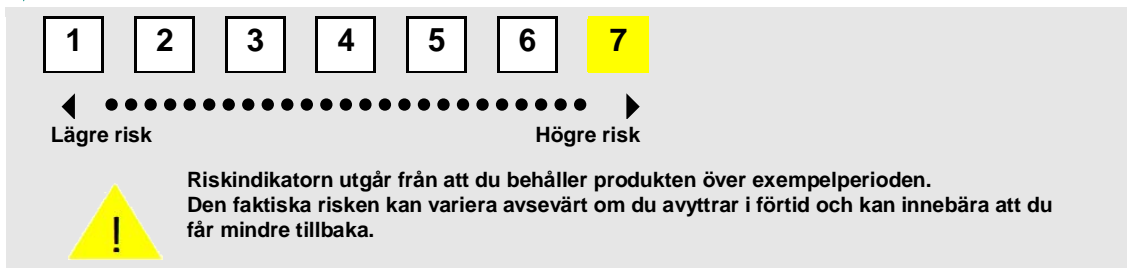 1 2 3 4 5 6 7
Lägre risk Högre risk
Riskindikatorn utgår från att du behåller produkten över exempelperioden.
Den faktiska risken kan variera avsevärt om du avyttrar i förtid och kan innebära att du
får mindre tillbaka.
!